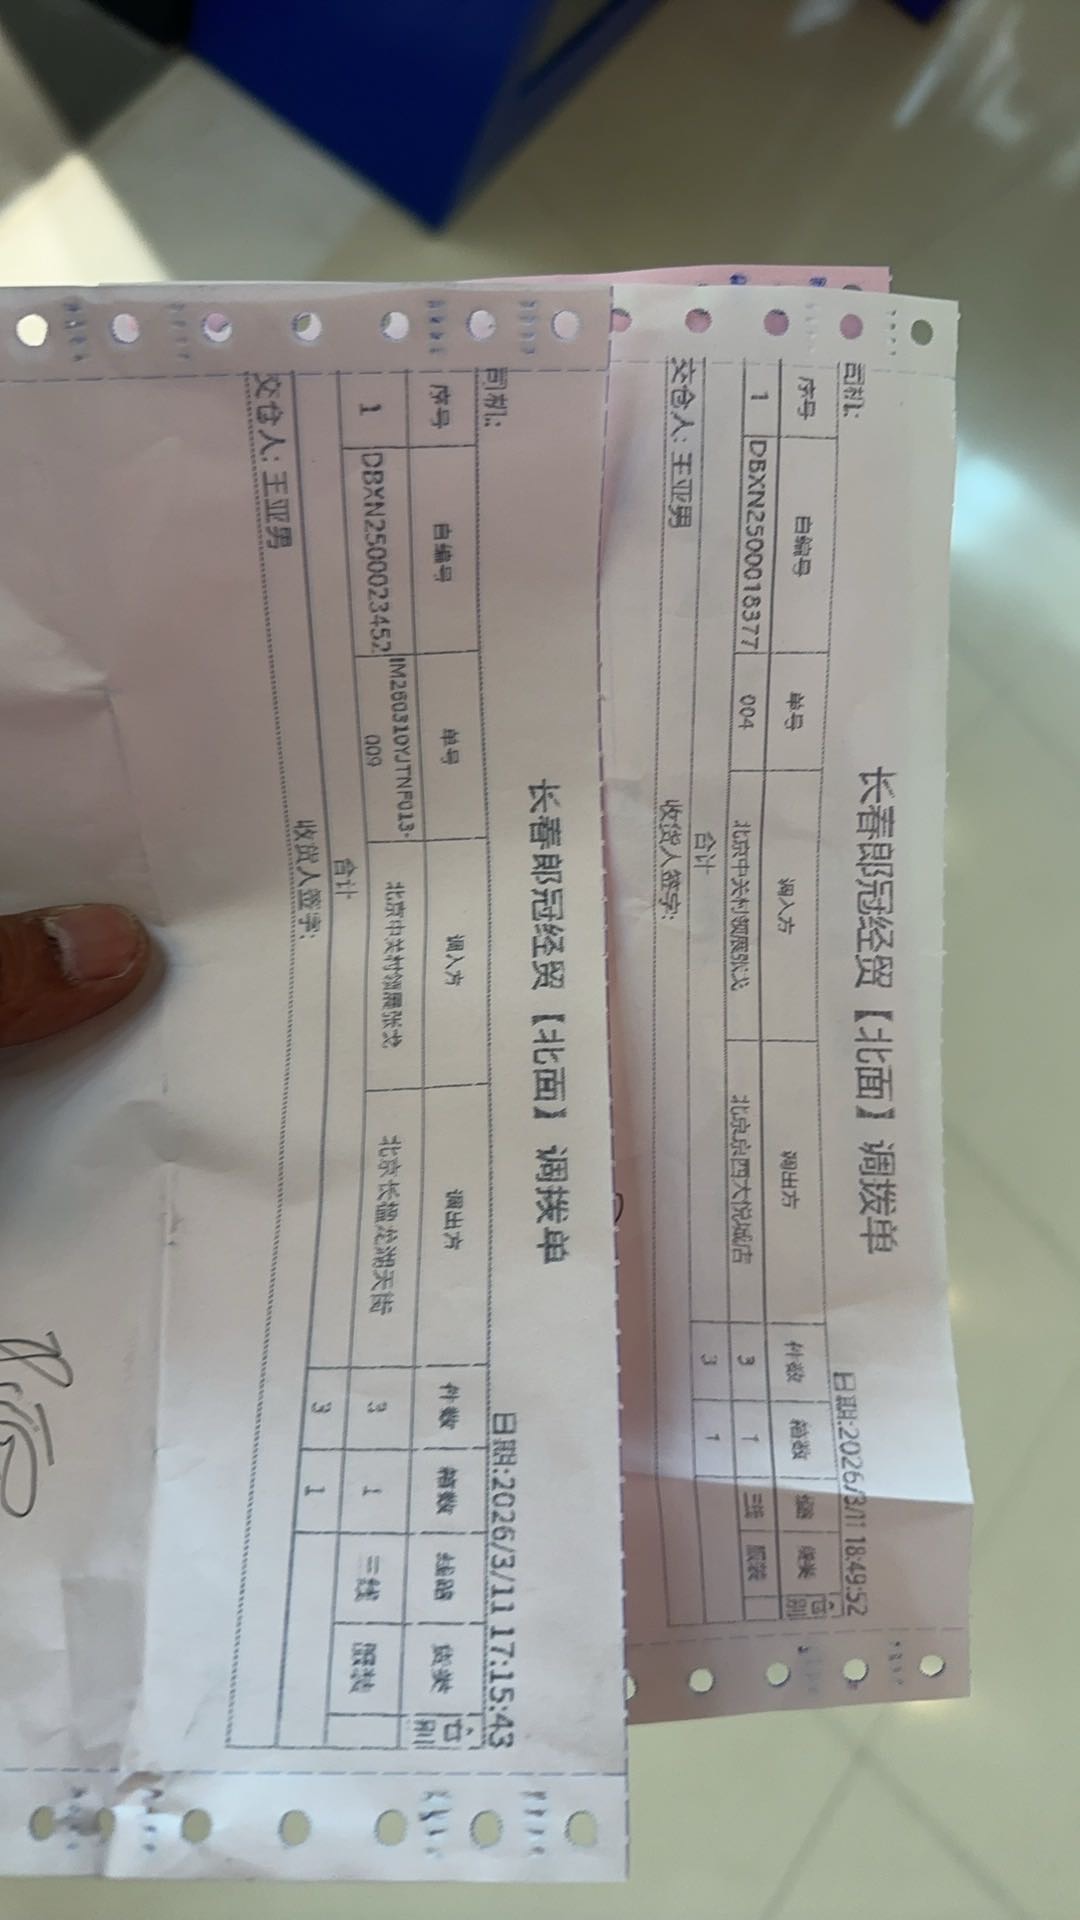 长春郎冠经贸【北面】调拨单
司机:
日期:2026/3/11 18:49:52
序号 自编号 单号 调入方 调出方 件数 箱数 线路 货类
1 DBXN2500018377 004 北京中关村领展张戈 北京京西大悦城店 3 1 三线 服装
合计 3 1
交仓人:王亚男 收货人签字:
长春郎冠经贸【北面】调拨单
司机:
日期:2026/3/11 17:15:43
序号 自编号 单号 调入方 调出方 件数 箱数 线路 货类
1 DBXN2500023452 IM260310YJTNF013-009 北京中关村领展张戈 北京长楹龙湖天街 3 1 三线 服装
合计 3 1
交仓人:王亚男 收货人签字: